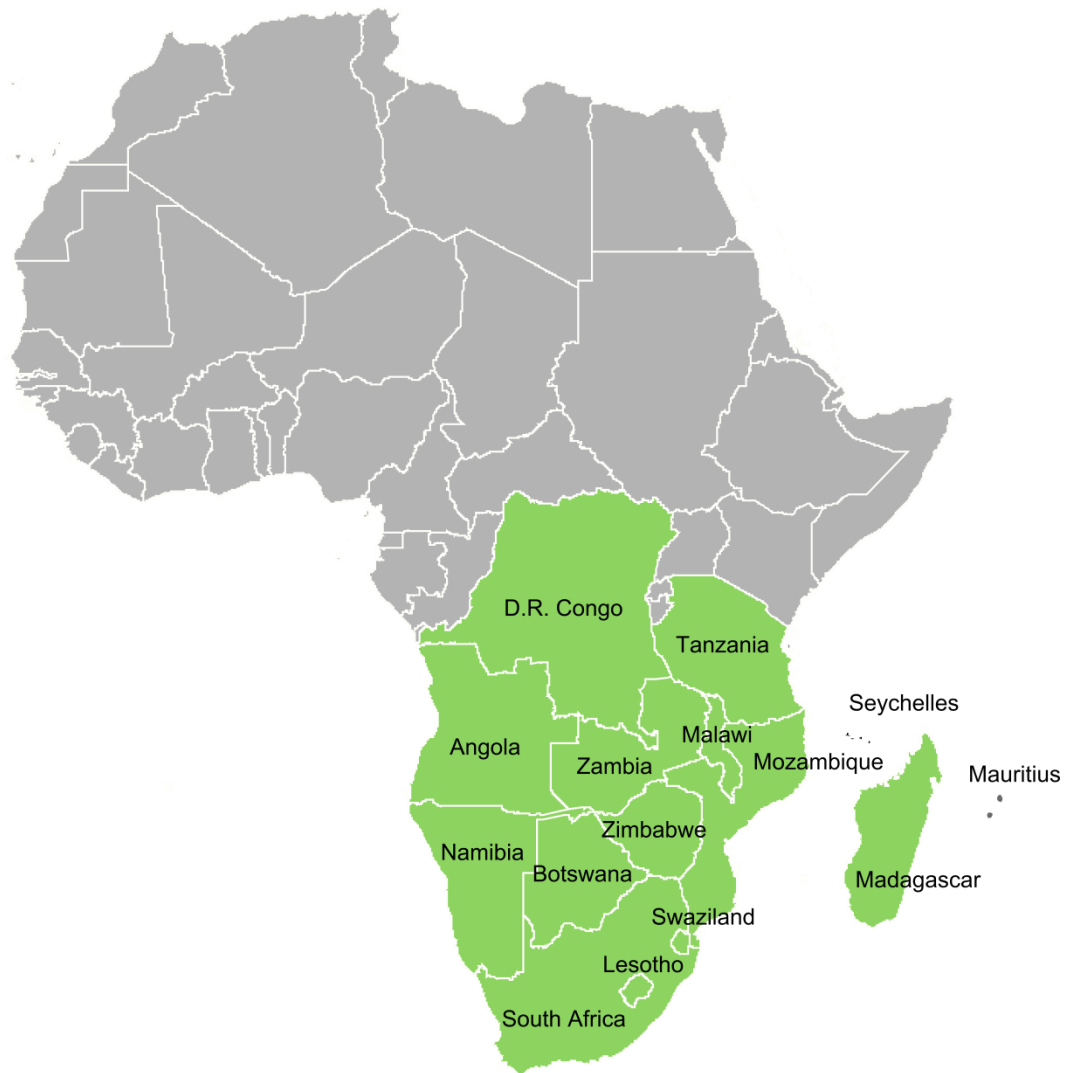 D.R. Congo
Tanzania
Seychelles
Malawi
Angola
Mozambique
Zambia
Mauritius
Zimbabwe
Namibia
Botswana
Madagascar
Swaziland
Lesotho
South Africa